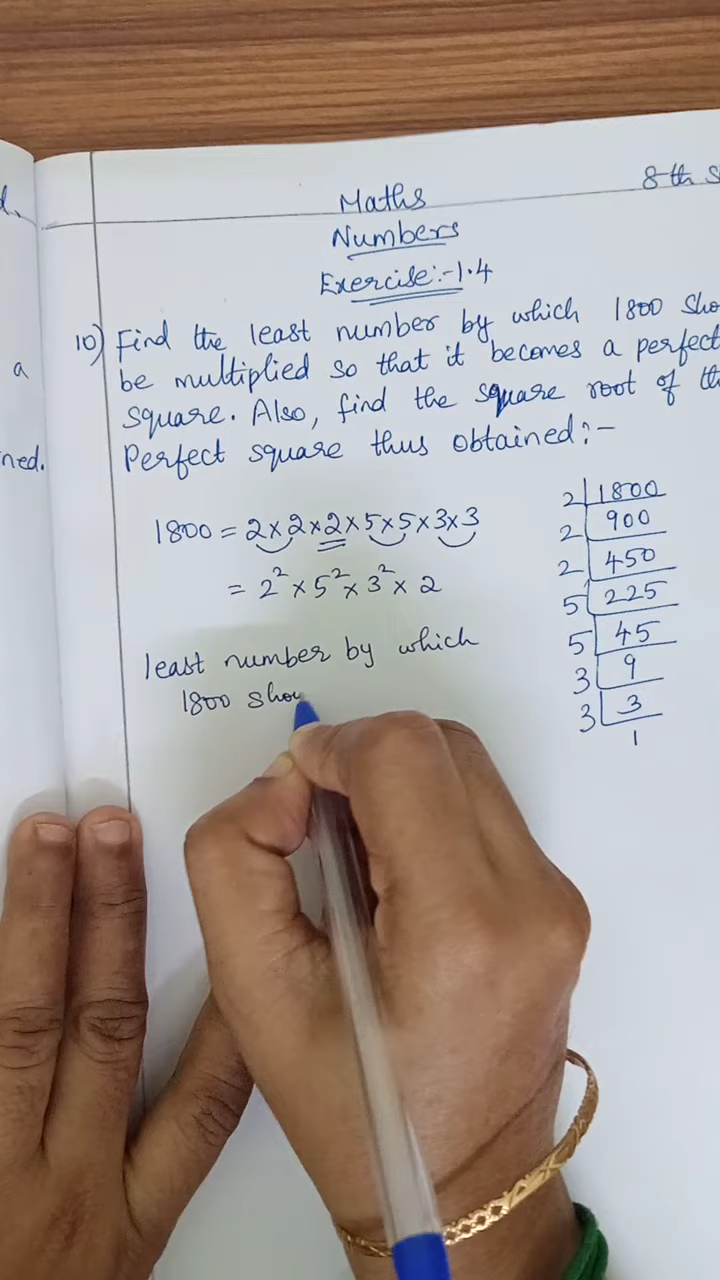 d.
a
ned.
Maths
8th S
Numbers
Exercise:-1.4
10) Find the least number by which 1800 sho
be multiplied so that it becomes a perfect
square. Also, find the square root of th
Perfect square thus obtained:-
1800 = 2×2×2×5×5×3×3
= 2²×5²×3²×2
least number by which
1800 shou
2 1800
2 900
2 450
5 225
5 45
3 9
3 3
1